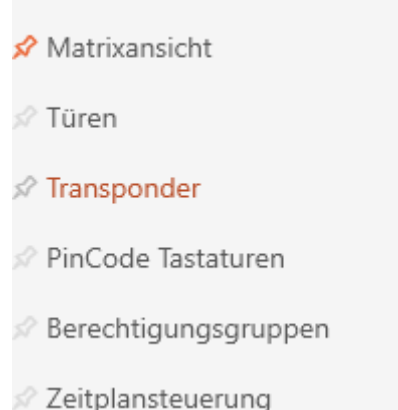 Matrixansicht
Türen
Transponder
PinCode Tastaturen
Berechtigungsgruppen
Zeitplansteuerung